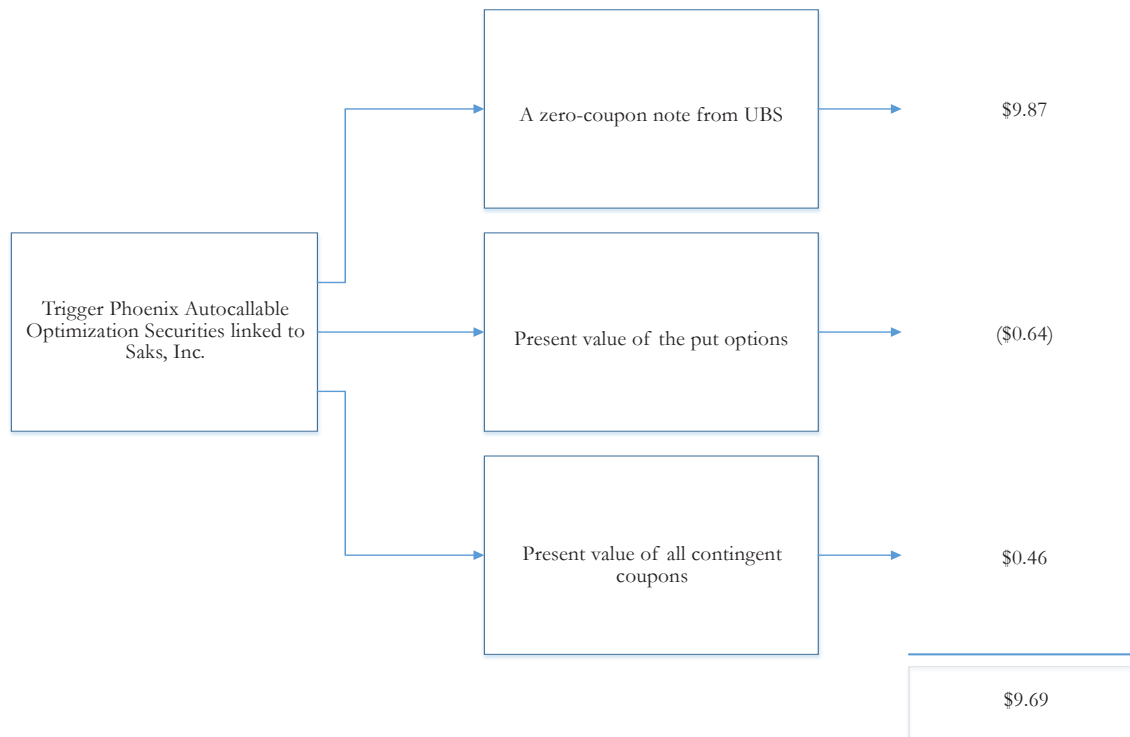 A zero-coupon note from UBS
$9.87
Trigger Phoenix Autocallable
Optimization Securities linked to
Saks, Inc.
Present value of the put options
($0.64)
Present value of all contingent
coupons
$0.46
$9.69